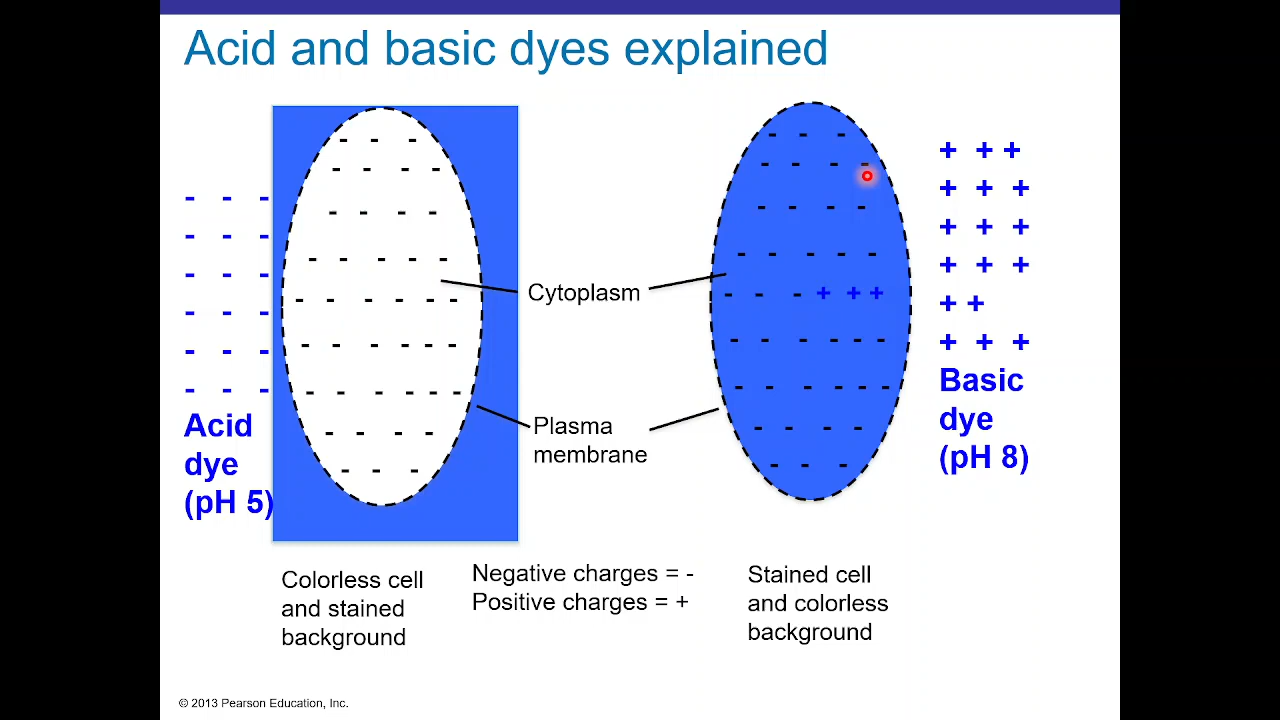 Acid and basic dyes explained
- - -
- - -
- - -
- - -
- - -
- - -
Acid
dye
(pH 5)
- - -
- - - -
- - - -
- - - - -
- - - - - -
- - - - - -
- - - - - -
- - - -
- - -
Cytoplasm
Plasma
membrane
- - -
- - - -
- - - -
- - - - -
- - - + + +
- - - - - -
- - - - - -
- - - -
- - -
+ + +
+ + +
+ + +
+ + +
+ +
+ + +
Basic
dye
(pH 8)
Colorless cell
and stained
background
Negative charges = -
Positive charges = +
Stained cell
and colorless
background
© 2013 Pearson Education, Inc.